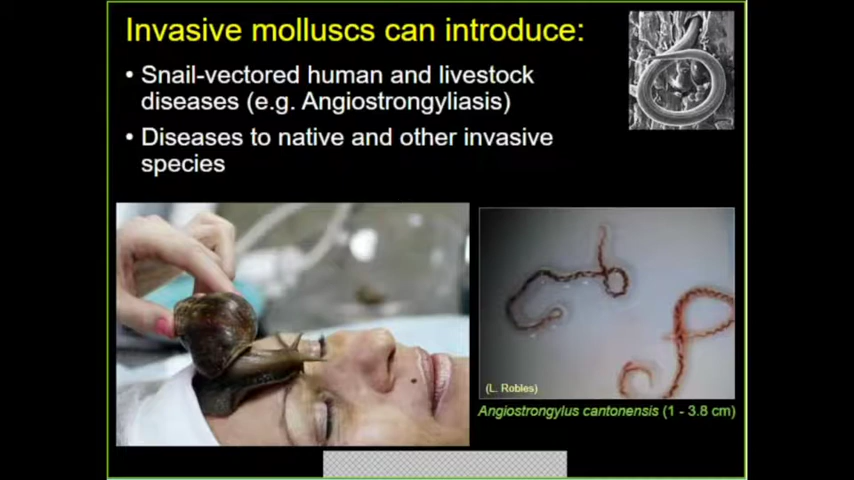 Invasive molluscs can introduce:
• Snail-vectored human and livestock
diseases (e.g. Angiostrongyliasis)
• Diseases to native and other invasive
species
(L. Robles)
Angiostrongylus cantonensis (1 - 3.8 cm)